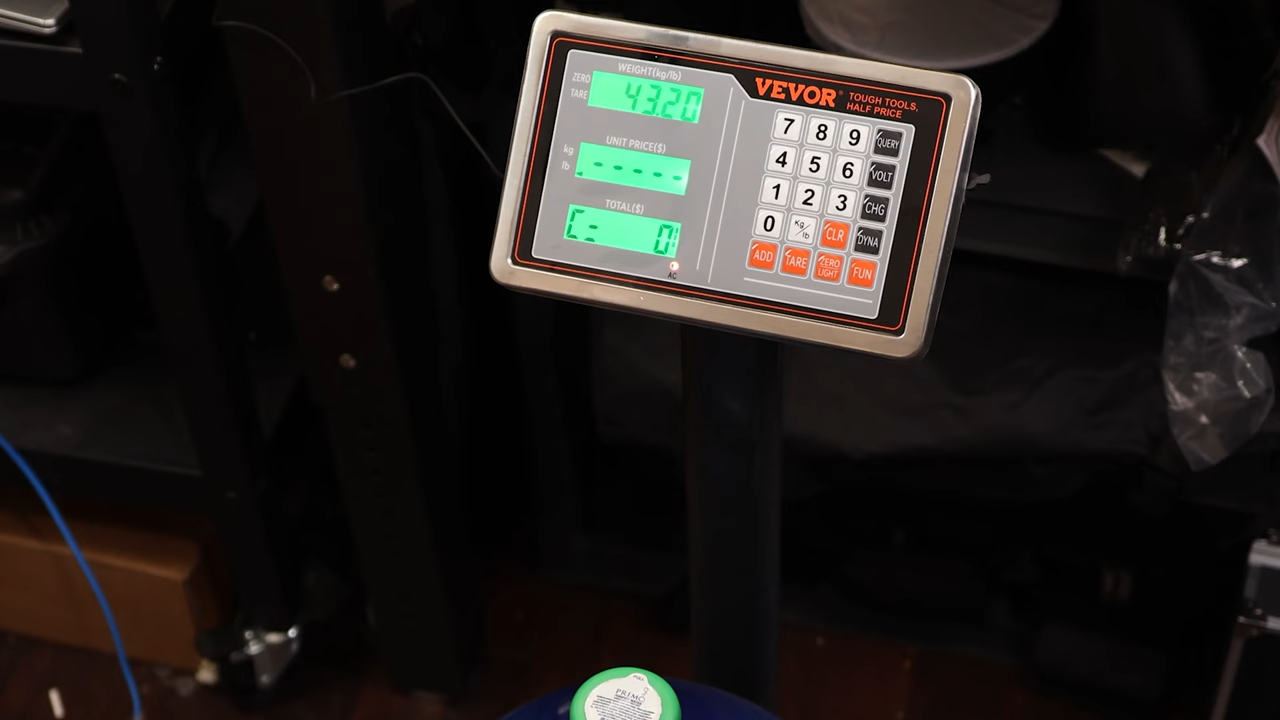 WEIGHT(kg/lb)
ZERO
TARE
43.20
UNIT PRICE($)
kg
lb
-----
TOTAL($)
C= 0
AC
VEVOR®
TOUGH TOOLS,
HALF PRICE
7 8 9 QUERY
4 5 6 VOLT
1 2 3 CHG
0 Kg/lb CLR DYNA
ADD TARE ZERO LIGHT FUN
PULL
PRIMO